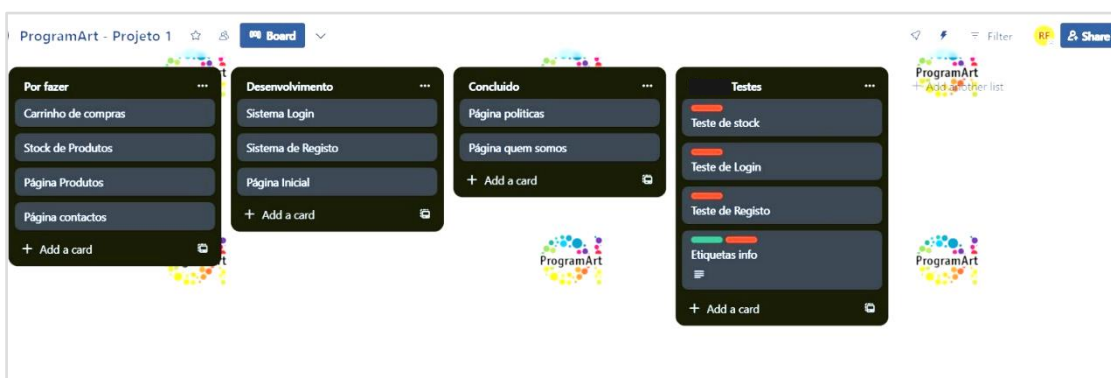 ProgramArt - Projeto 1
Board
Filter
RF
Share
Por fazer
Carrinho de compras
Stock de Produtos
Página Produtos
Página contactos
+ Add a card
Desenvolvimento
Sistema Login
Sistema de Registo
Página Inicial
+ Add a card
Concluido
Página politicas
Página quem somos
+ Add a card
Testes
Teste de stock
Teste de Login
Teste de Registo
Etiquetas info
+ Add a card
ProgramArt
+ Add another list
ProgramArt
ProgramArt